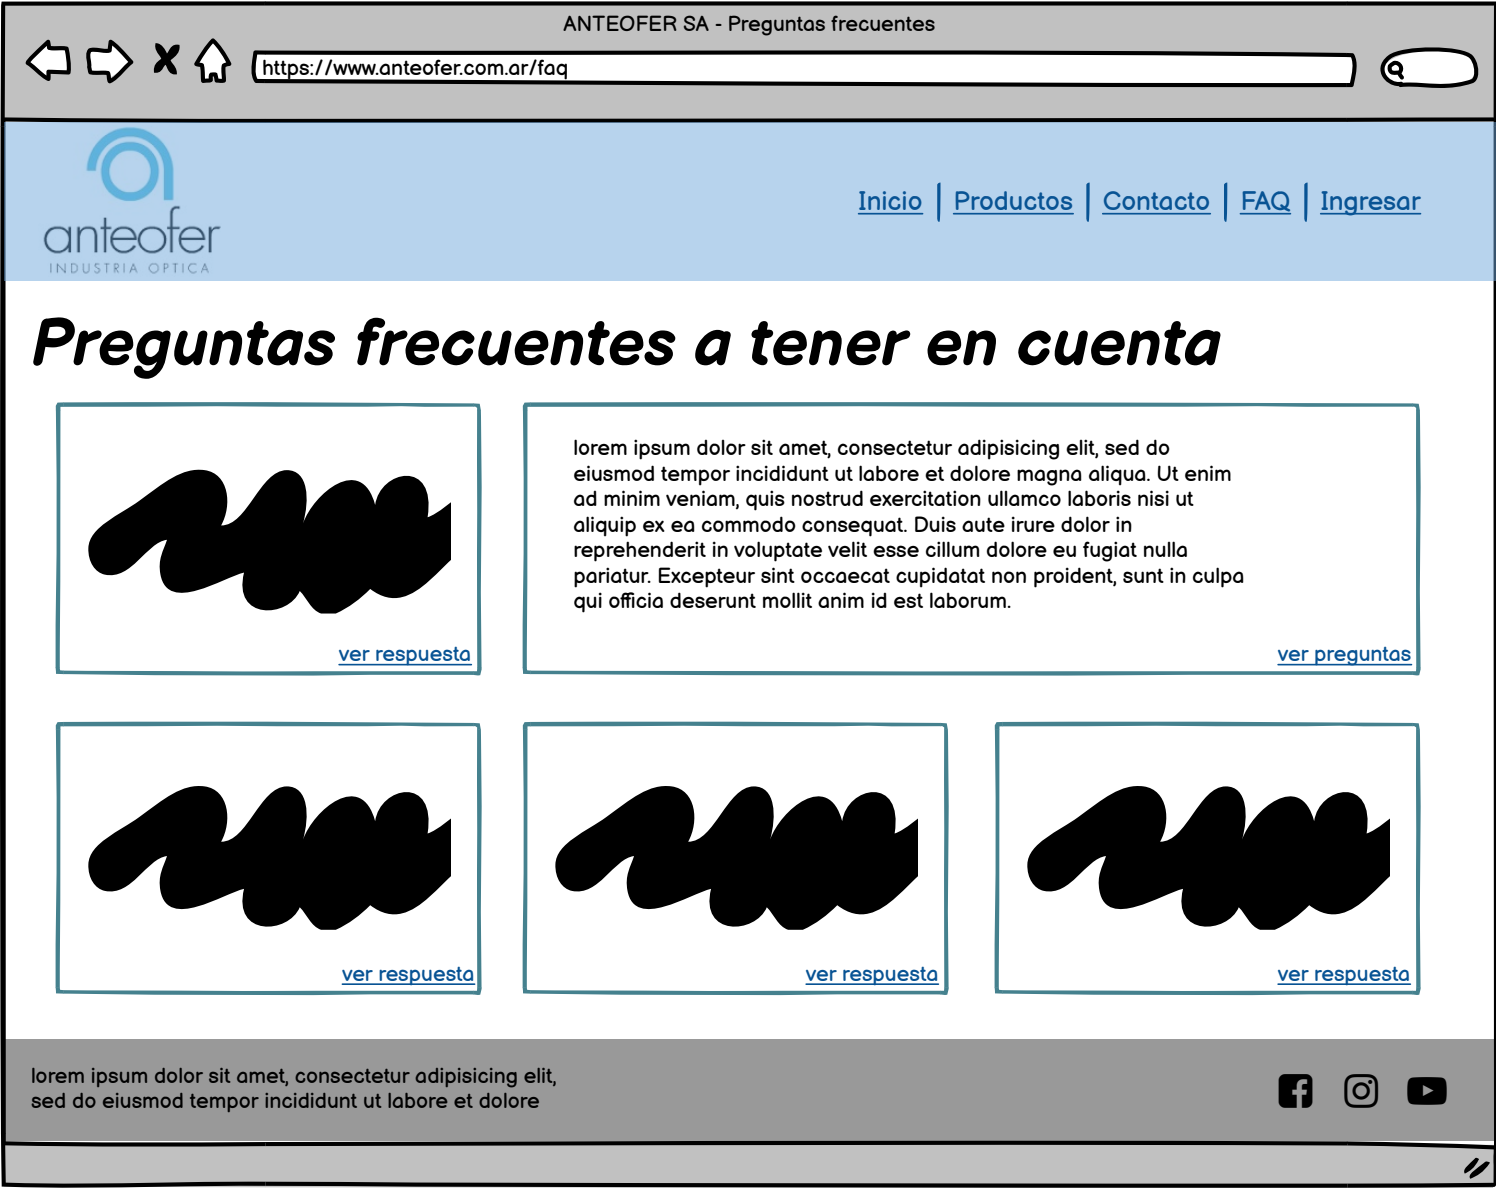 ANTEOFER SA - Preguntas frecuentes
https://www.anteofer.com.ar/faq
anteofer
INDUSTRIA OPTICA
Inicio | Productos | Contacto | FAQ | Ingresar
Preguntas frecuentes a tener en cuenta
lorem ipsum dolor sit amet, consectetur adipisicing elit, sed do
eiusmod tempor incididunt ut labore et dolore magna aliqua. Ut enim
ad minim veniam, quis nostrud exercitation ullamco laboris nisi ut
aliquip ex ea commodo consequat. Duis aute irure dolor in
reprehenderit in voluptate velit esse cillum dolore eu fugiat nulla
pariatur. Excepteur sint occaecat cupidatat non proident, sunt in culpa
qui officia deserunt mollit anim id est laborum.
ver respuesta
ver preguntas
ver respuesta
ver respuesta
ver respuesta
lorem ipsum dolor sit amet, consectetur adipisicing elit,
sed do eiusmod tempor incididunt ut labore et dolore